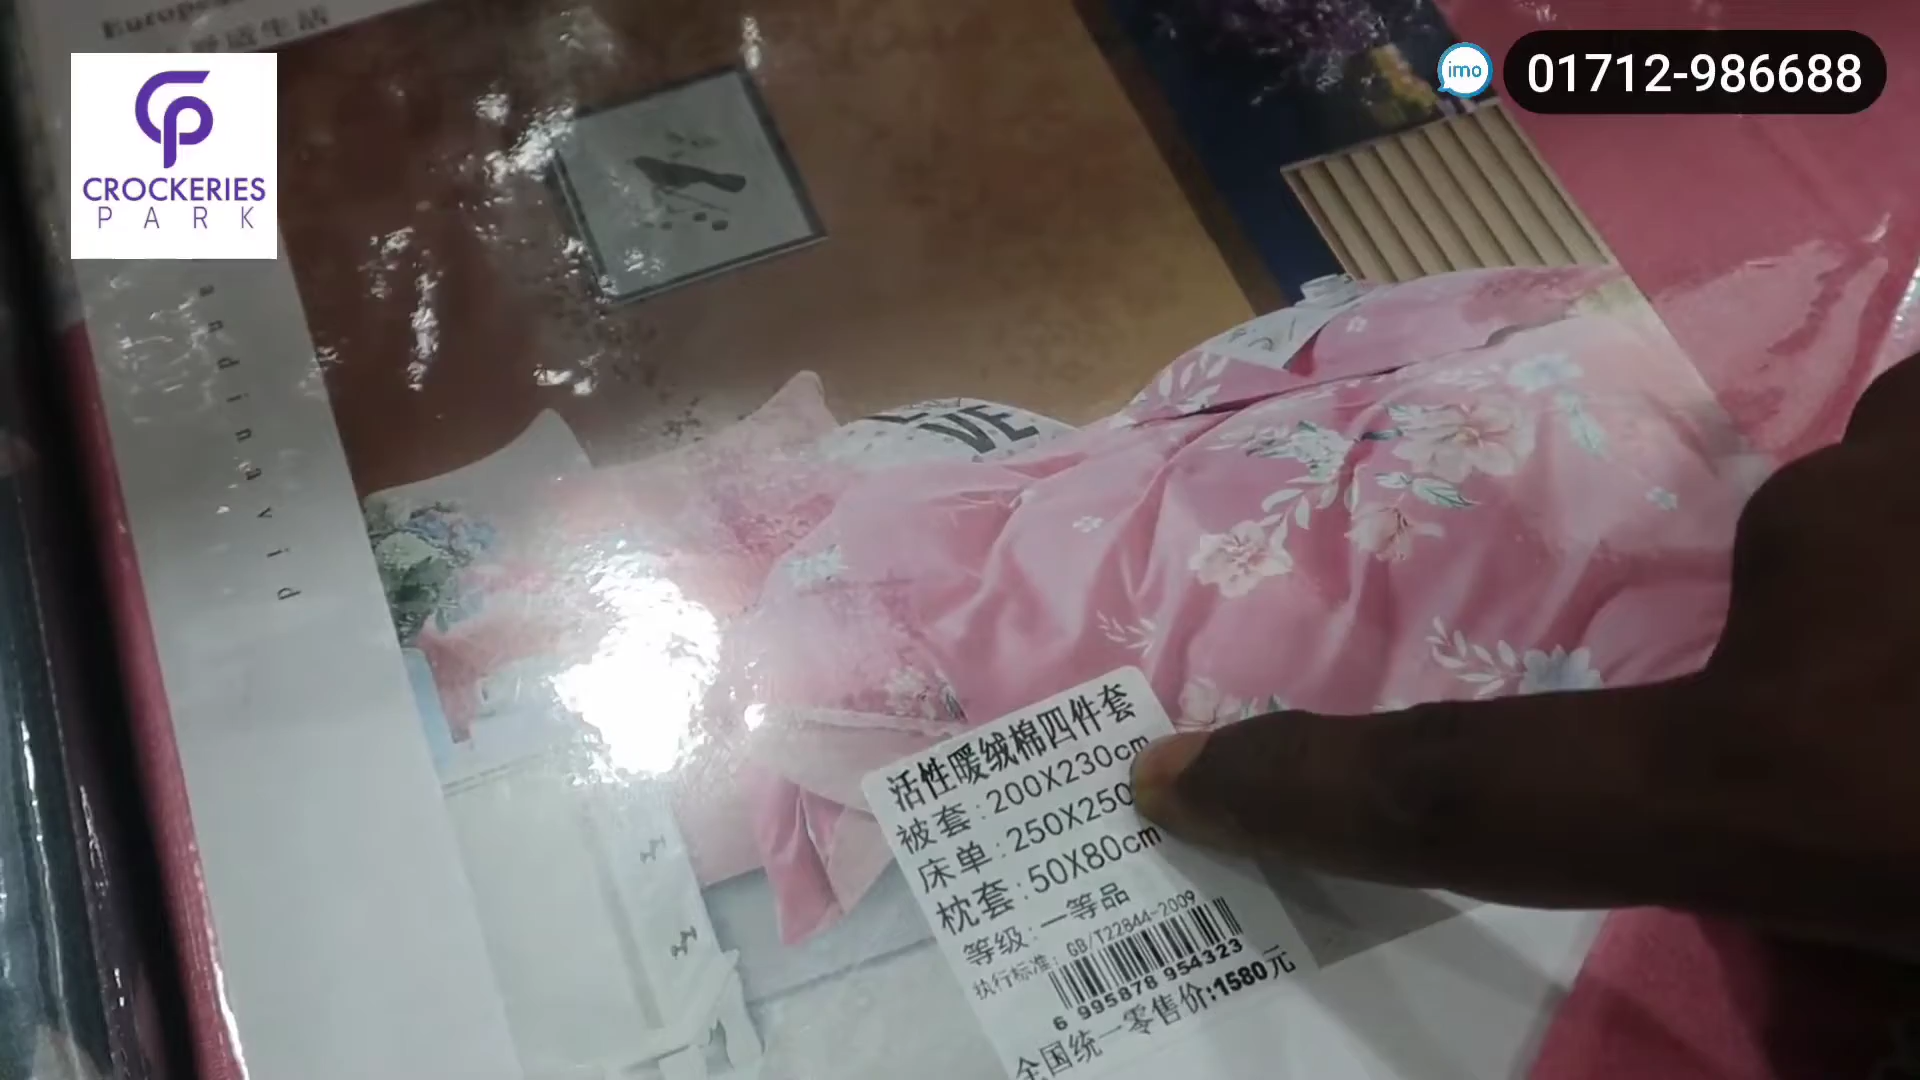 CROCKERIES
PARK
imo
01712-986688
VE
活性暖绒棉四件套
被套:200X230cm
床单:250X250
枕套:50X80cm
等级:一等品
执行标准:GB/T22844-2009
6 995878 954323
全国统一零售价:1580元